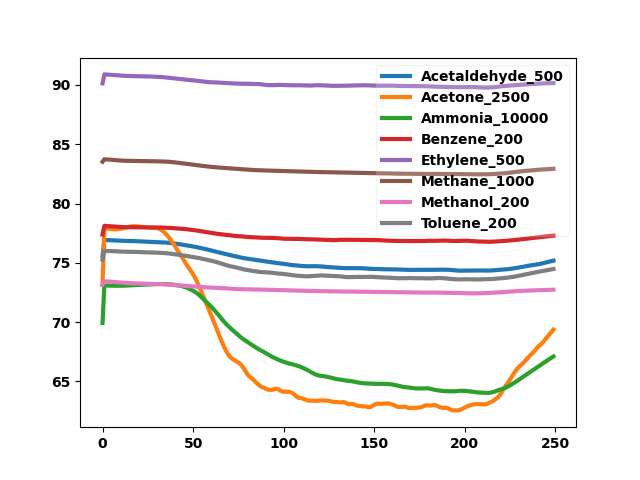 90
85
80
75
70
65
0
50
100
150
200
250
Acetaldehyde_500
Acetone_2500
Ammonia_10000
Benzene_200
Ethylene_500
Methane_1000
Methanol_200
Toluene_200